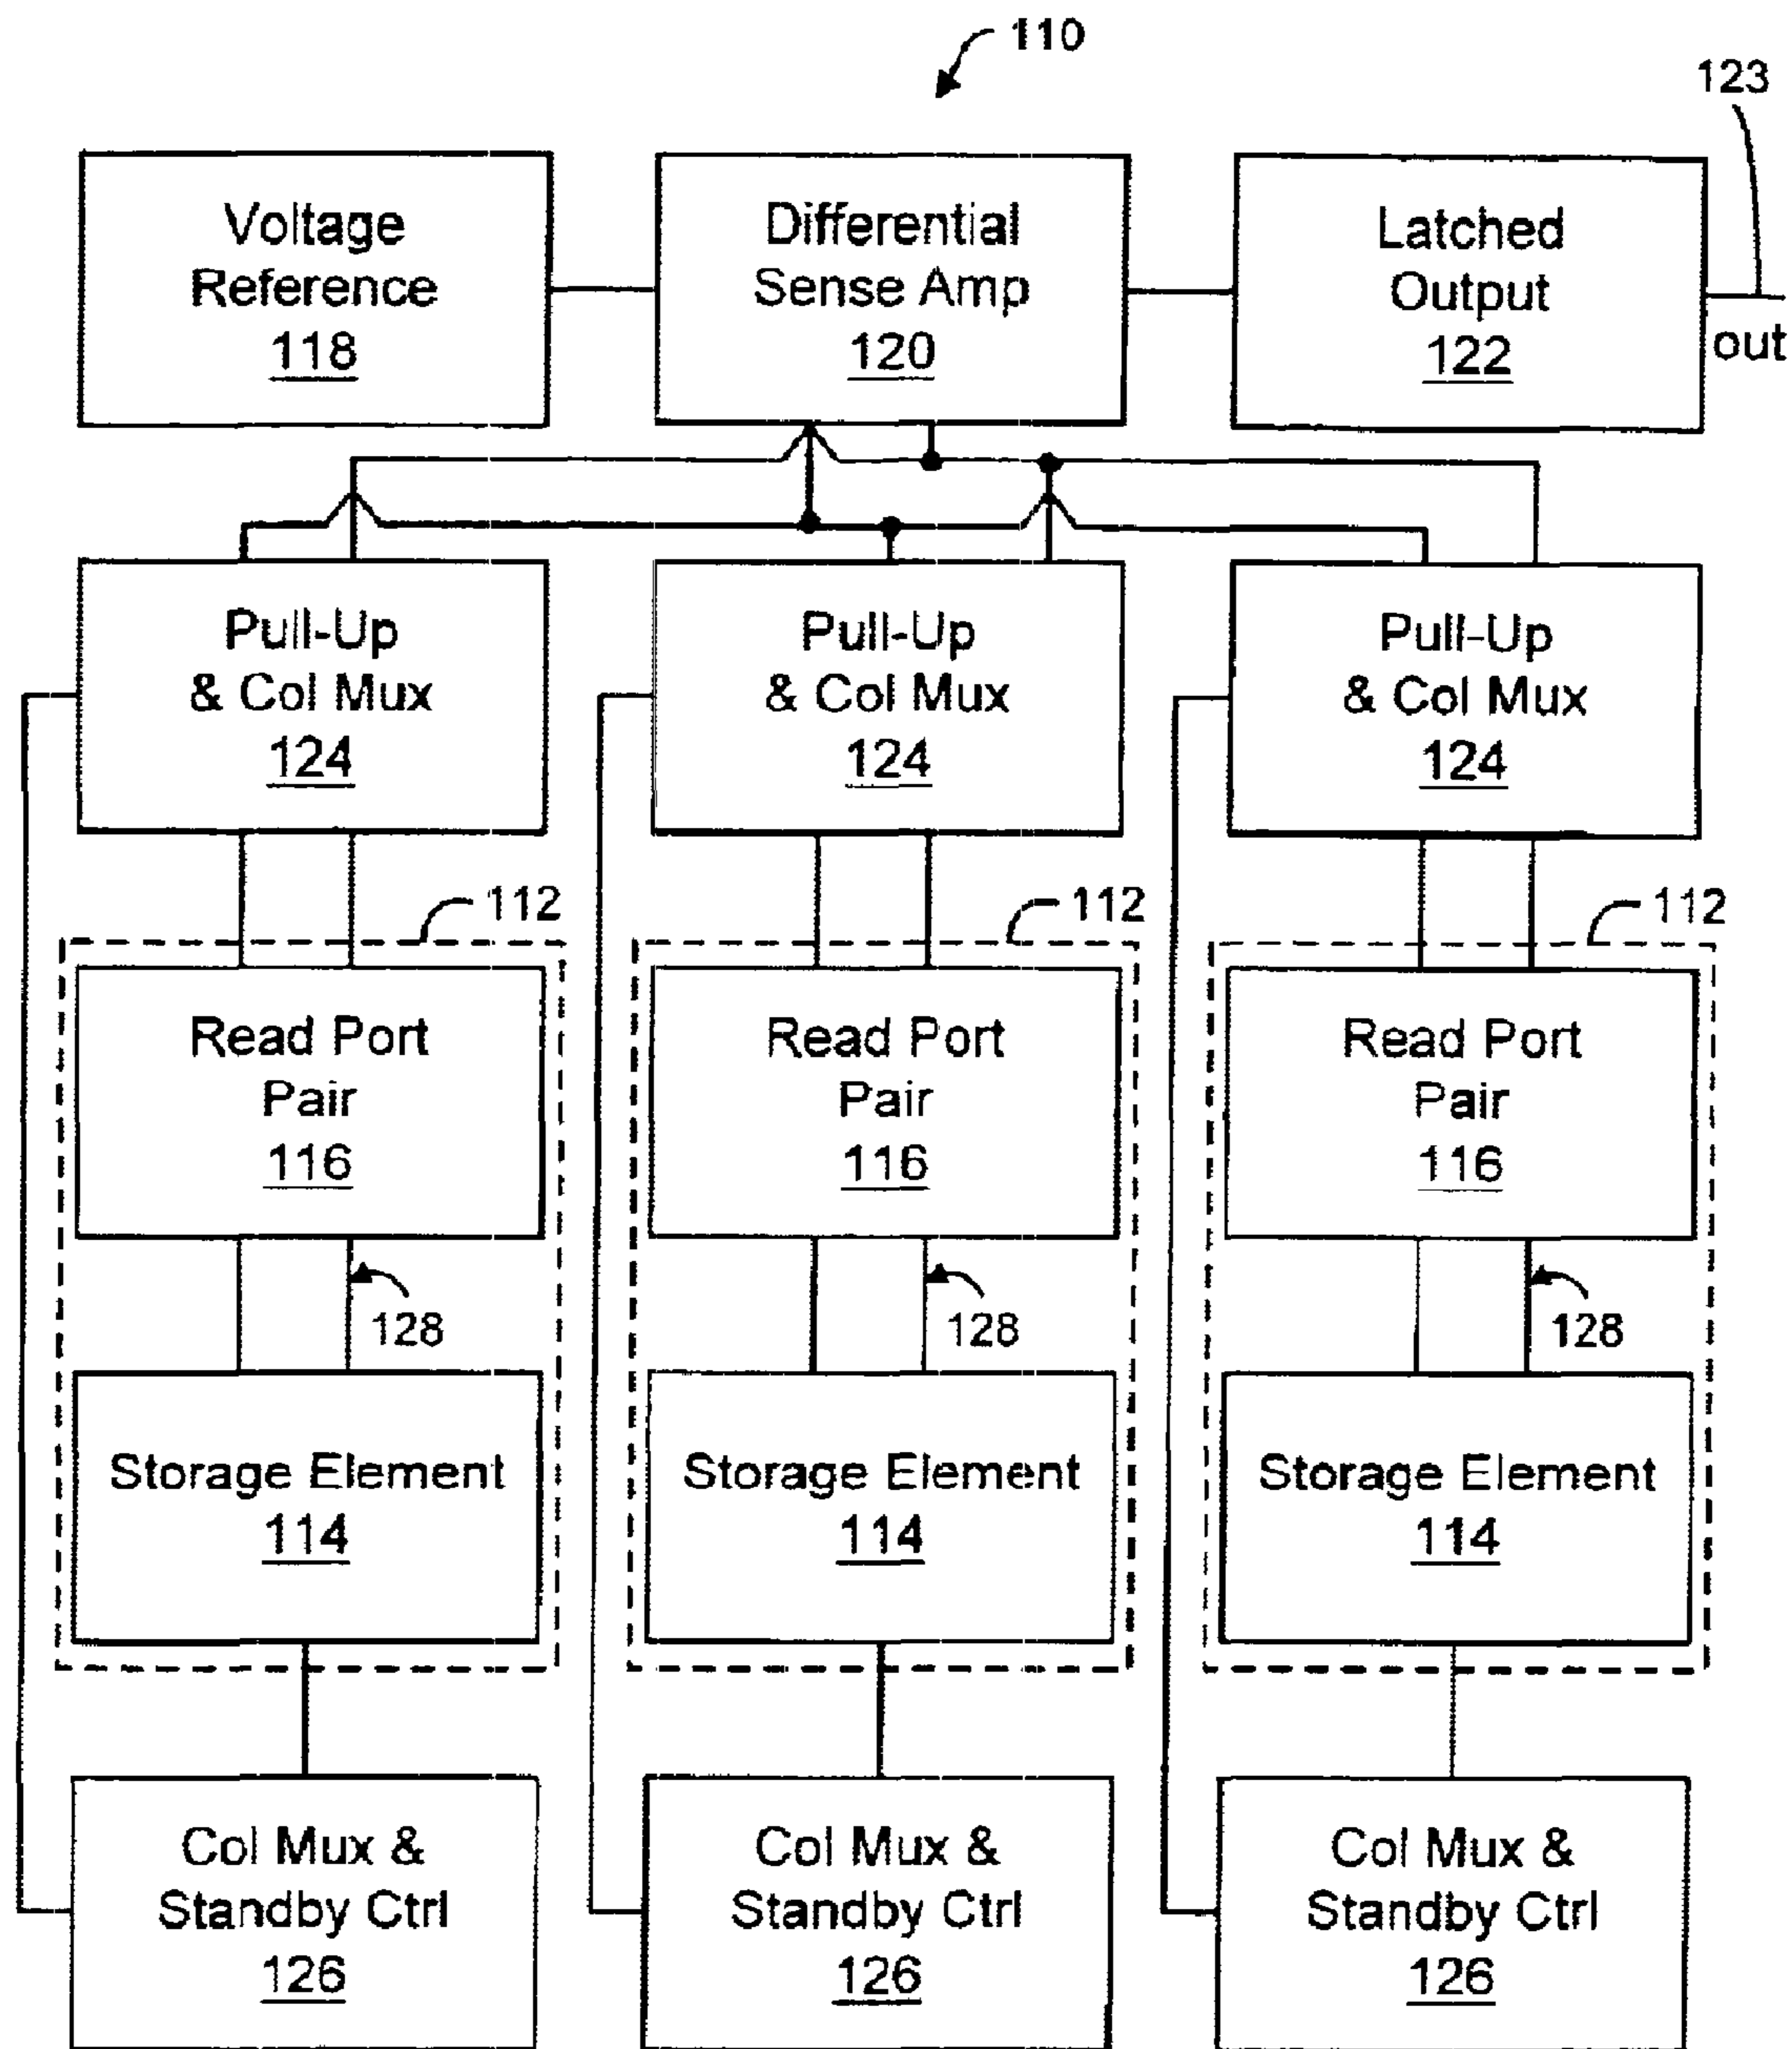 110
123
Voltage
Reference
118
Differential
Sense Amp
120
Latched
Output
122
out
Pull-Up
& Col Mux
124
Pull-Up
& Col Mux
124
Pull-Up
& Col Mux
124
112
112
112
Read Port
Pair
116
Read Port
Pair
116
Read Port
Pair
116
128
128
128
Storage Element
114
Storage Element
114
Storage Element
114
Col Mux &
Standby Ctrl
126
Col Mux &
Standby Ctrl
126
Col Mux &
Standby Ctrl
126